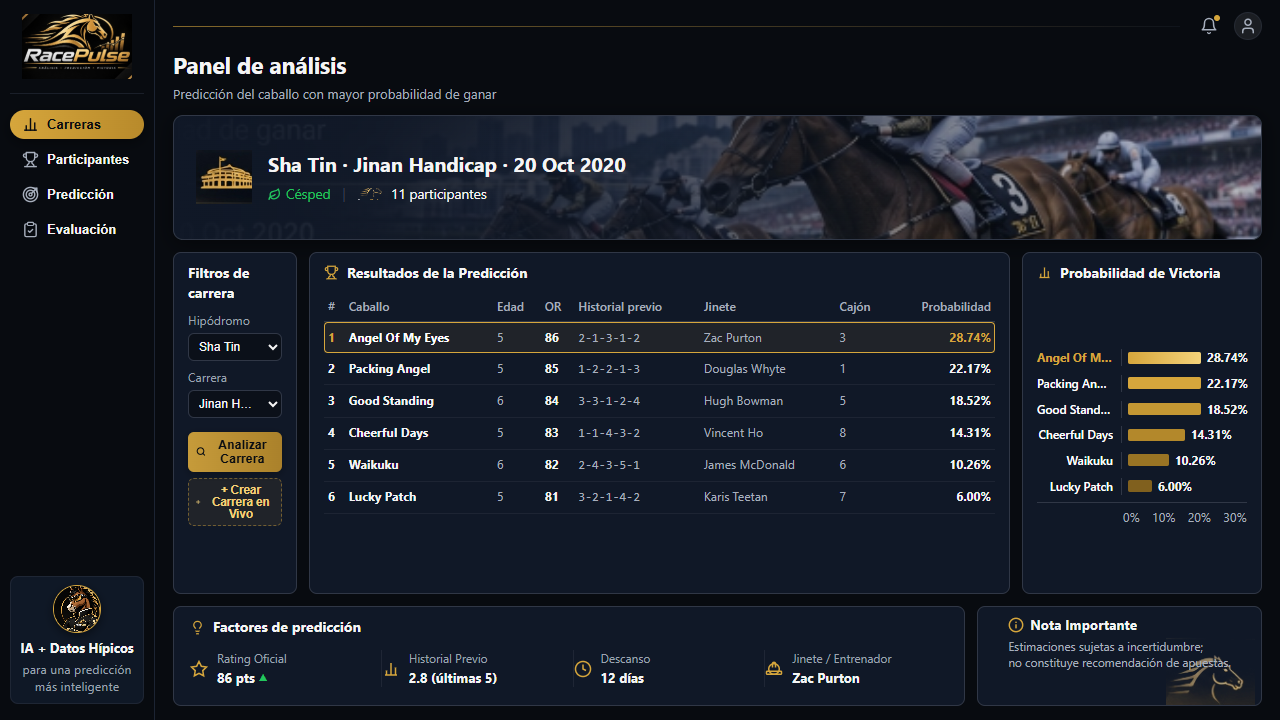 RacePulse
Carreras
Participantes
Predicción
Evaluación
IA + Datos Hípicos
para una predicción
más inteligente
Panel de análisis
Predicción del caballo con mayor probabilidad de ganar
d de ganar
Sha Tin · Jinan Handicap · 20 Oct 2020
Césped | 11 participantes
Oct 2020
3
8
Filtros de
carrera
Hipódromo
Sha Tin
Carrera
Jinan H...
Analizar
Carrera
+ + Crear
Carrera en
Vivo
Resultados de la Predicción
# Caballo Edad OR Historial previo Jinete Cajón Probabilidad
1 Angel Of My Eyes 5 86 2-1-3-1-2 Zac Purton 3 28.74%
2 Packing Angel 5 85 1-2-2-1-3 Douglas Whyte 1 22.17%
3 Good Standing 6 84 3-3-1-2-4 Hugh Bowman 5 18.52%
4 Cheerful Days 5 83 1-1-4-3-2 Vincent Ho 8 14.31%
5 Waikuku 6 82 2-4-3-5-1 James McDonald 6 10.26%
6 Lucky Patch 5 81 3-2-1-4-2 Karis Teetan 7 6.00%
Probabilidad de Victoria
Angel Of M... 28.74%
Packing An... 22.17%
Good Stand... 18.52%
Cheerful Days 14.31%
Waikuku 10.26%
Lucky Patch 6.00%
0% 10% 20% 30%
Factores de predicción
Rating Oficial
86 pts ▲
Historial Previo
2.8 (últimas 5)
Descanso
12 días
Jinete / Entrenador
Zac Purton
Nota Importante
Estimaciones sujetas a incertidumbre;
no constituye recomendación de apuestas.